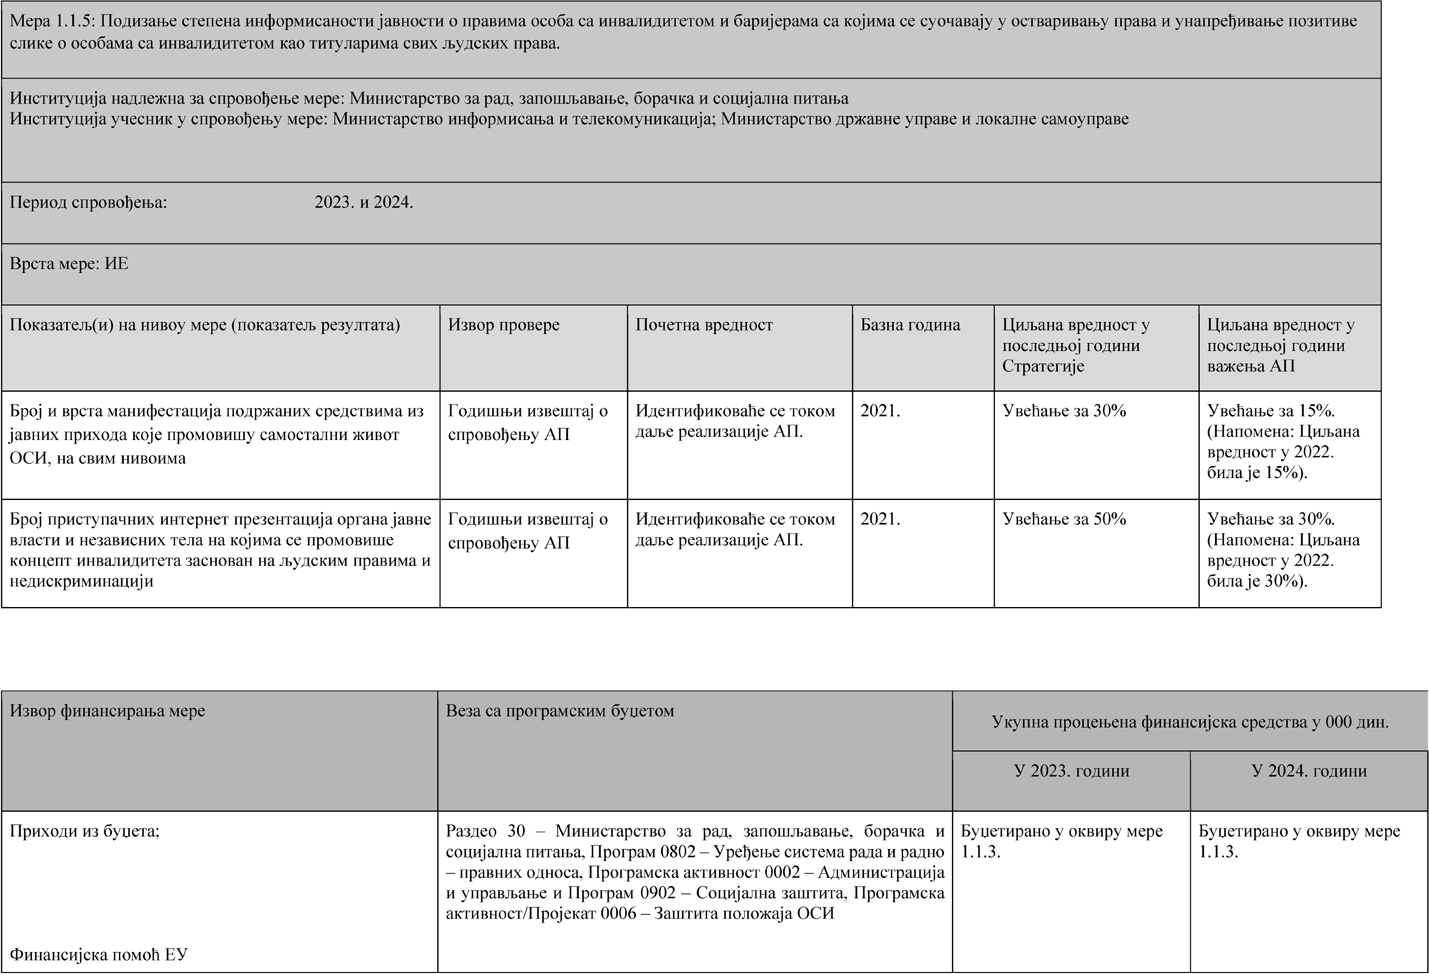 Мера 1.1.5: Подизање степена информисаности јавности о правима особа са инвалидитетом и баријерама са којима се суочавају у остваривању права и унапређивање позитиве
слике о особама са инвалидитетом као титуларима свих људских права.
Институција надлежна за спровођење мере: Министарство за рад, запошљавање, борачка и социјална питања
Институција учесник у спровођењу мере: Министарство информисања и телекомуникација; Министарство државне управе и локалне самоуправе
Период спровођења: 2023. и 2024.
Врста мере: ИЕ
Показатељ(и) на нивоу мере (показатељ резултата)
Извор провере
Почетна вредност
Базна година
Циљана вредност у
последњој години
Стратегије
Циљана вредност у
последњој години
важења АП
Број и врста манифестација подржаних средствима из
јавних прихода које промовишу самостални живот
ОСИ, на свим нивоима
Годишњи извештај о
спровођењу АП
Идентификоваће се током
даље реализације АП.
2021.
Увећање за 30%
Увећање за 15%.
(Напомена: Циљана
вредност у 2022.
била је 15%).
Број приступачних интернет презентација органа јавне
власти и независних тела на којима се промовише
концепт инвалидитета заснован на људским правима и
недискриминацији
Годишњи извештај о
спровођењу АП
Идентификоваће се током
даље реализације АП.
2021.
Увећање за 50%
Увећање за 30%.
(Напомена: Циљана
вредност у 2022.
била је 30%).
Извор финансирања мере
Веза са програмским буџетом
Укупна процењена финансијска средства у 000 дин.
У 2023. години
У 2024. години
Приходи из буџета;
Финансијска помоћ ЕУ
Раздео 30 – Министарство за рад, запошљавање, борачка и
социјална питања, Програм 0802 – Уређење система рада и радно
– правних односа, Програмска активност 0002 – Администрација
и управљање и Програм 0902 – Социјална заштита, Програмска
активност/Пројекат 0006 – Заштита положаја ОСИ
Буџетирано у оквиру мере
1.1.3.
Буџетирано у оквиру мере
1.1.3.